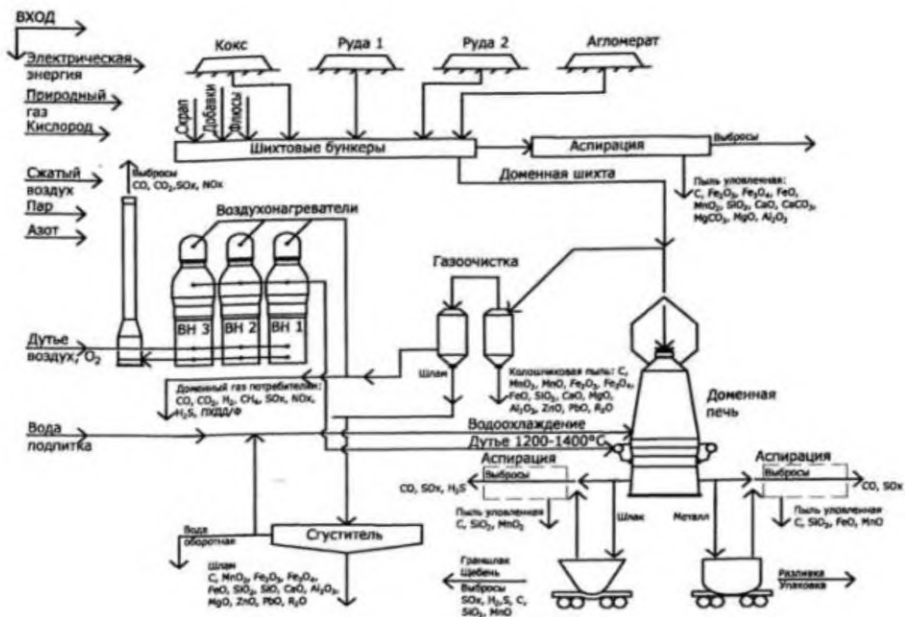 ВХОД
Электрическая
энергия
Природный
газ
Кислород
Сжатый
воздух
Пар
Азот
Дутье
воздух, O₂
Вода
подпитка
Кокс
Руда 1
Руда 2
Агломерат
Скрап
Добавки
Флюсы
Шихтовые бункеры
Аспирация
Выбросы
Доменная шихта
Пыль уловленная:
C, Fe₂O₃, Fe₃O₄, FeO,
MnO₂, SiO₂, CaO, CaCO₃,
MgCO₃, MgO, Al₂O₃
Выбросы
CO, CO₂, SOx, NOx
Воздухонагреватели
ВН 3
ВН 2
ВН 1
Газоочистка
Шлам
Колошниковая пыль: C,
MnO₂, MnO, Fe₂O₃, Fe₃O₄,
FeO, SiO₂, CaO, MgO,
Al₂O₃, ZnO, PbO, R₂O
Доменный газ потребителям:
CO, CO₂, H₂, CH₄, SOx, NOx,
H₂S, ПХДД/Ф
Доменная
печь
Водоохлаждение
Дутье 1200-1400°C
Аспирация
Выбросы
CO, SOx, H₂S
Пыль уловленная
C, SiO₂, MnO₂
Аспирация
Выбросы
CO, SOx
Пыль уловленная
C, SiO₂, FeO, MnO
Шлак
Металл
Вода
оборотная
Сгуститель
Шлам
C, MnO₂, Fe₂O₃, Fe₃O₄,
FeO, SiO₂, SiO, CaO, Al₂O₃,
MgO, ZnO, PbO, R₂O
Граншлак
Щебень
Выбросы
SOx, H₂S, C,
SiO₂, MnO
Разливка
Упаковка